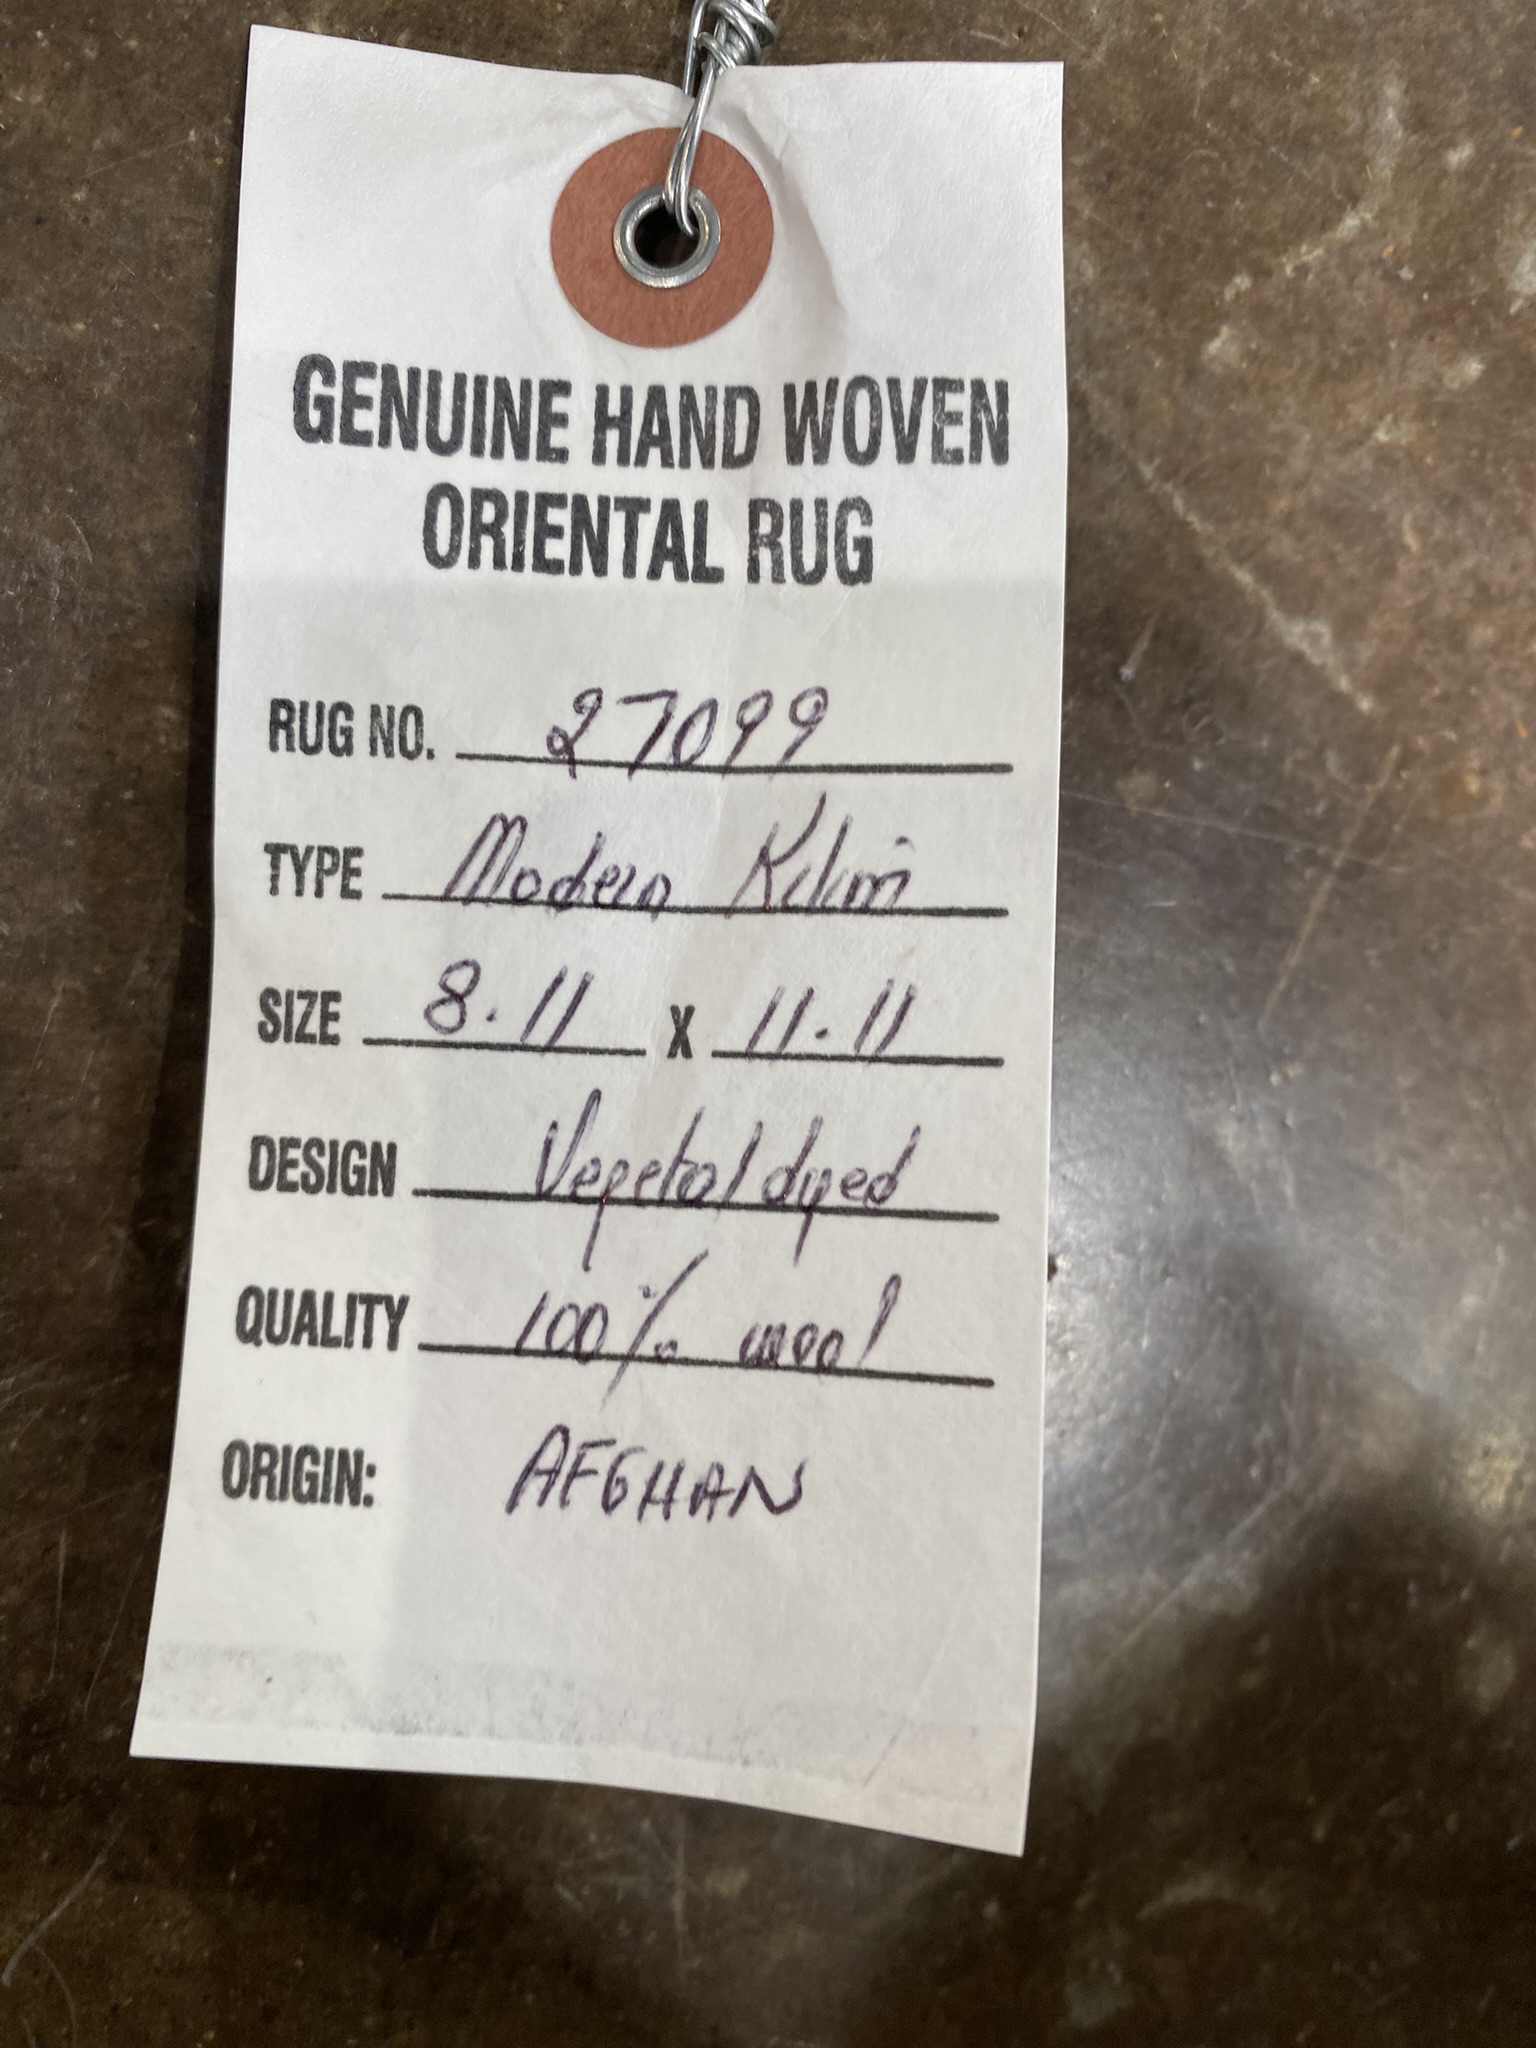 GENUINE HAND WOVEN
ORIENTAL RUG
RUG NO. 27099
TYPE Modern Kilim
SIZE 8.11 X 11.11
DESIGN Vegetal dyed
QUALITY 100% wool
ORIGIN: AFGHAN